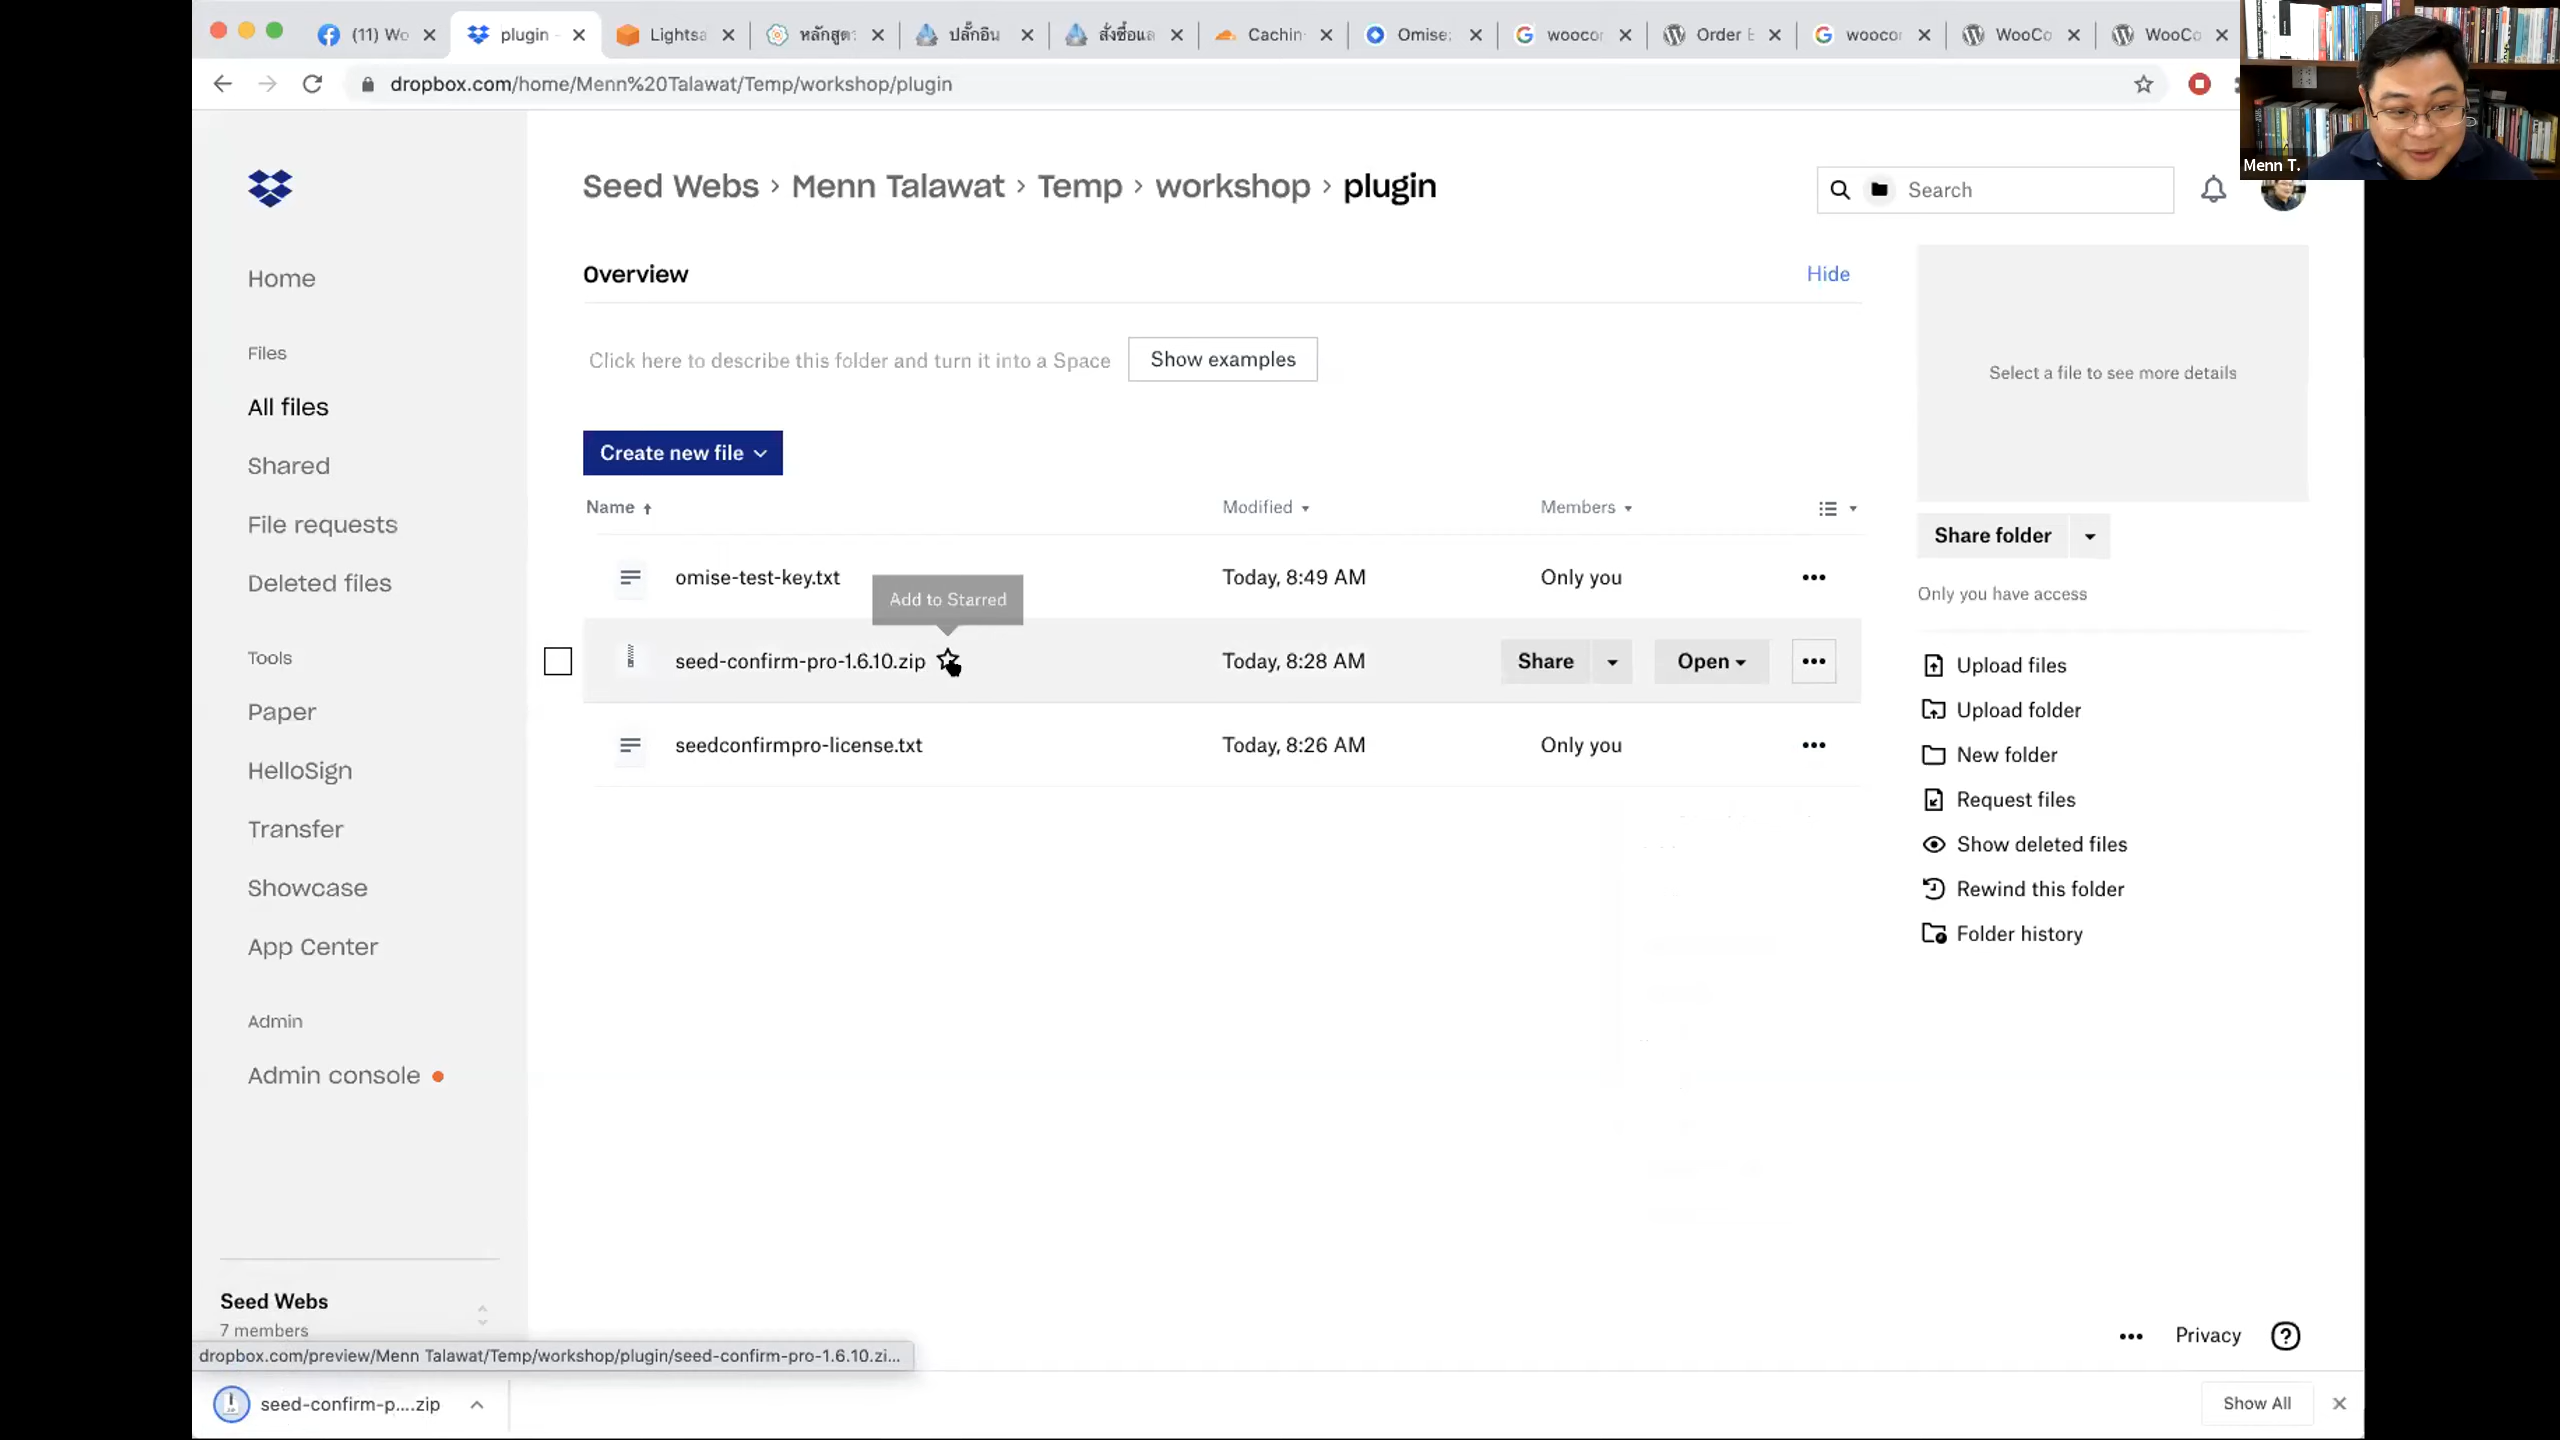 (11) Wo
plugin -
Lightsa
หลักสูตร
ปลั๊กอิน
สั่งซื้อแล
Cachin
Omise:
woocor
Order E
woocor
WooCo
WooCo
dropbox.com/home/Menn%20Talawat/Temp/workshop/plugin
Menn T.
Seed Webs › Menn Talawat › Temp › workshop › plugin
Search
Home
Files
All files
Shared
File requests
Deleted files
Tools
Paper
HelloSign
Transfer
Showcase
App Center
Admin
Admin console
Seed Webs
7 members
Overview
Hide
Click here to describe this folder and turn it into a Space
Show examples
Create new file
Name
Modified
Members
omise-test-key.txt
Today, 8:49 AM
Only you
Add to Starred
seed-confirm-pro-1.6.10.zip
Today, 8:28 AM
Share
Open
seedconfirmpro-license.txt
Today, 8:26 AM
Only you
Select a file to see more details
Share folder
Only you have access
Upload files
Upload folder
New folder
Request files
Show deleted files
Rewind this folder
Folder history
Privacy
dropbox.com/preview/Menn Talawat/Temp/workshop/plugin/seed-confirm-pro-1.6.10.zi...
seed-confirm-p....zip
Show All